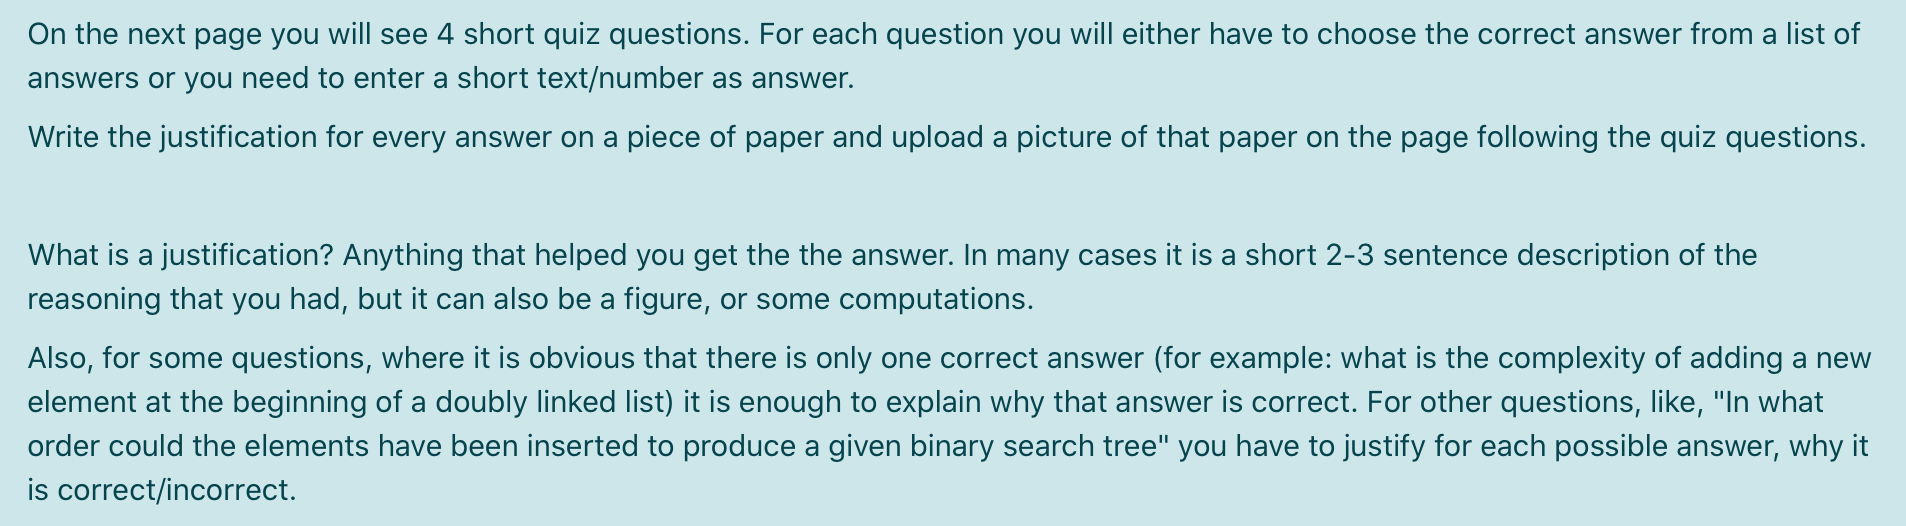 On the next page you will see 4 short quiz questions. For each question you will either have to choose the correct answer from a list of
answers or you need to enter a short text/number as answer.
Write the justification for every answer on a piece of paper and upload a picture of that paper on the page following the quiz questions.
What is a justification? Anything that helped you get the the answer. In many cases it is a short 2-3 sentence description of the
reasoning that you had, but it can also be a figure, or some computations.
Also, for some questions, where it is obvious that there is only one correct answer (for example: what is the complexity of adding a new
element at the beginning of a doubly linked list) it is enough to explain why that answer is correct. For other questions, like, "In what
order could the elements have been inserted to produce a given binary search tree" you have to justify for each possible answer, why it
is correct/incorrect.